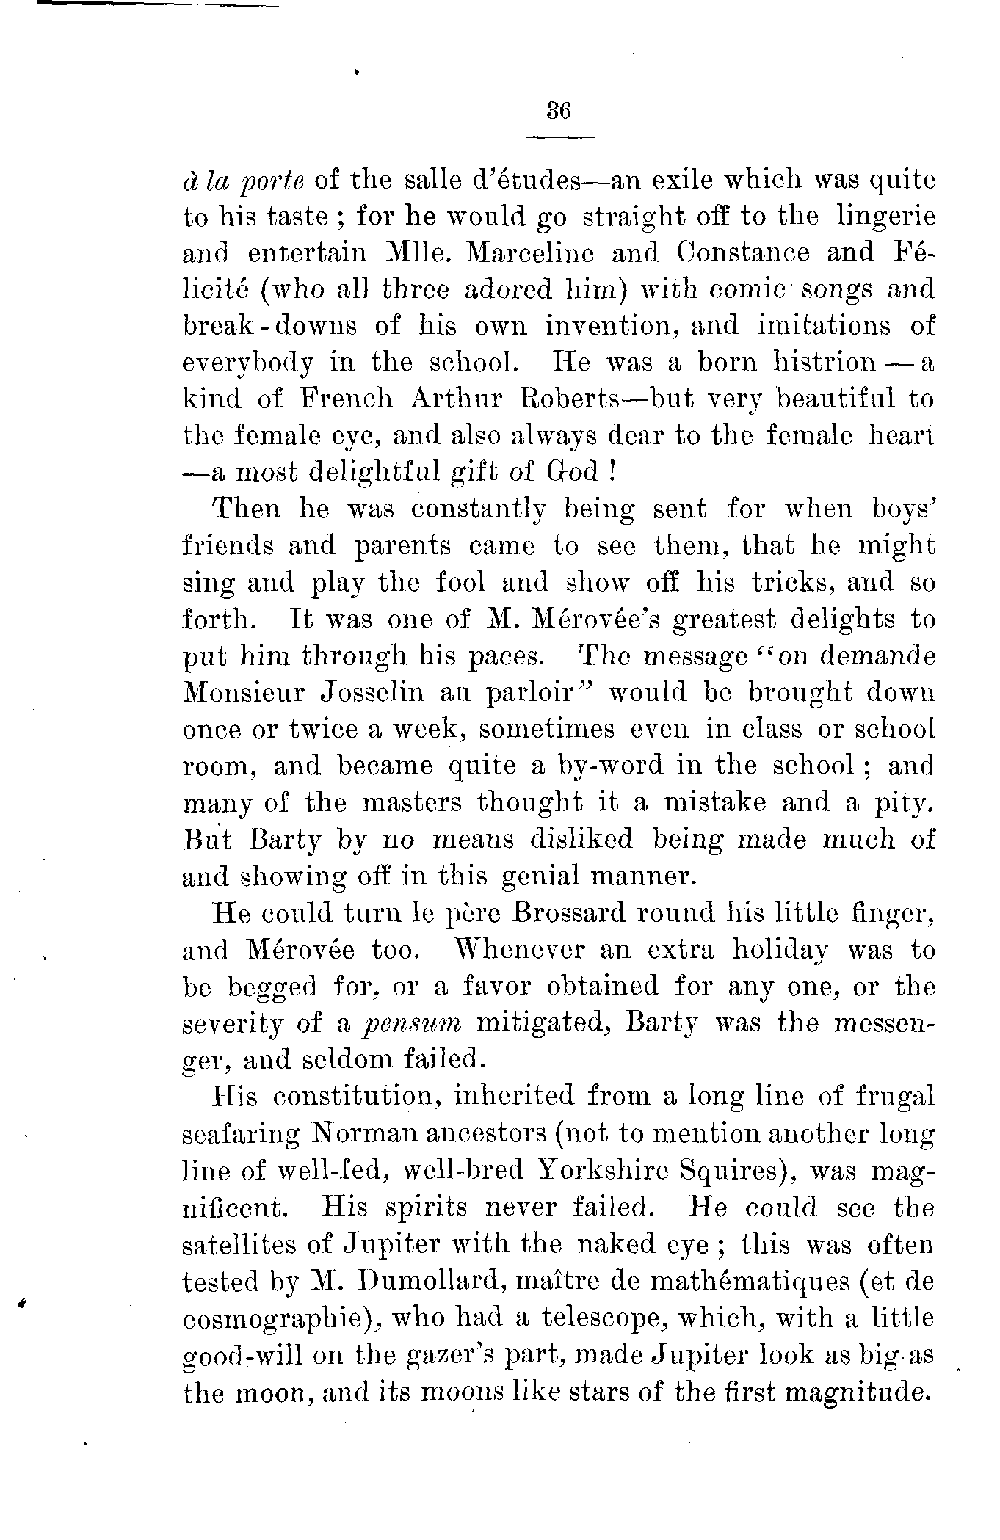 36
à la porte of the salle d'études—an exile which was quite
to his taste ; for he would go straight off to the lingerie
and entertain Mlle. Marceline and Constance and Fé-
licité (who all three adored him) with comic songs and
break-downs of his own invention, and imitations of
everybody in the school. He was a born histrion — a
kind of French Arthur Roberts—but very beautiful to
the female eye, and also always dear to the female heart
—a most delightful gift of God !
Then he was constantly being sent for when boys'
friends and parents came to see them, that he might
sing and play the fool and show off his tricks, and so
forth. It was one of M. Mérovée's greatest delights to
put him through his paces. The message “on demande
Monsieur Josselin au parloir” would be brought down
once or twice a week, sometimes even in class or school
room, and became quite a by-word in the school ; and
many of the masters thought it a mistake and a pity.
But Barty by no means disliked being made much of
and showing off in this genial manner.
He could turn le père Brossard round his little finger,
and Mérovée too. Whenever an extra holiday was to
be begged for, or a favor obtained for any one, or the
severity of a pensum mitigated, Barty was the messen-
ger, and seldom failed.
His constitution, inherited from a long line of frugal
seafaring Norman ancestors (not to mention another long
line of well-fed, well-bred Yorkshire Squires), was mag-
nificent. His spirits never failed. He could see the
satellites of Jupiter with the naked eye ; this was often
tested by M. Dumollard, maître de mathématiques (et de
cosmographie), who had a telescope, which, with a little
good-will on the gazer's part, made Jupiter look as big as
the moon, and its moons like stars of the first magnitude.